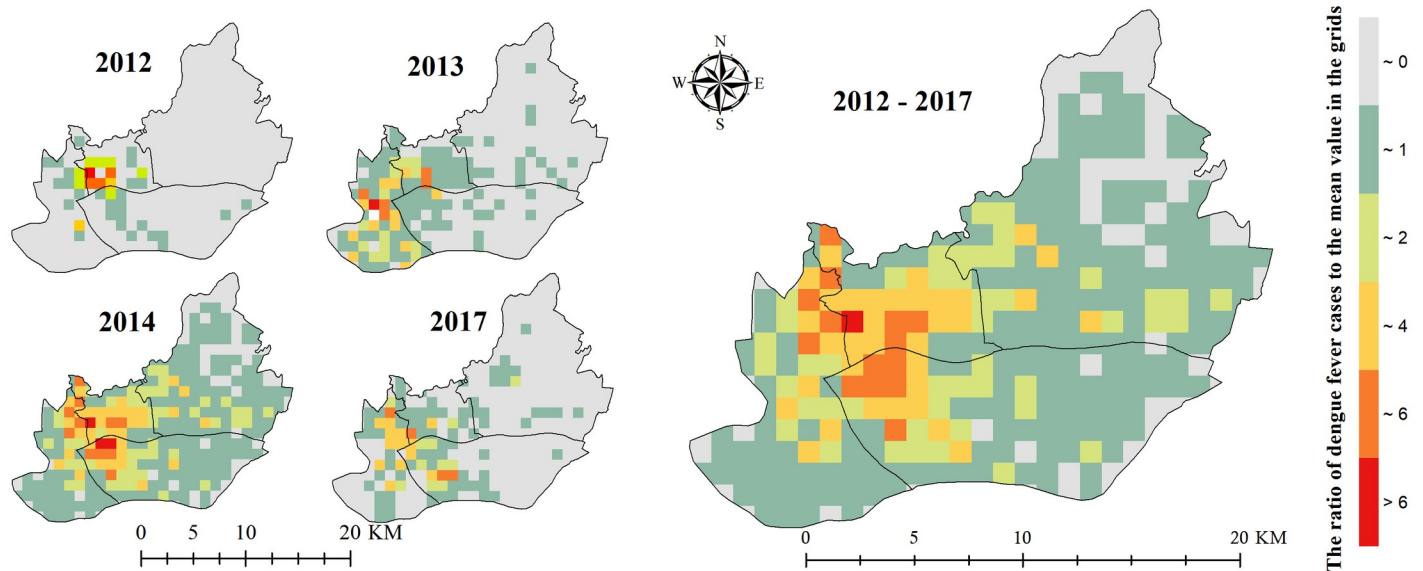 2012
2013
2014
2017
0 5 10 20 KM
N
W E
S
2012 - 2017
0 5 10 20 KM
The ratio of dengue fever cases to the mean value in the grids
~ 0
~ 1
~ 2
~ 4
~ 6
> 6